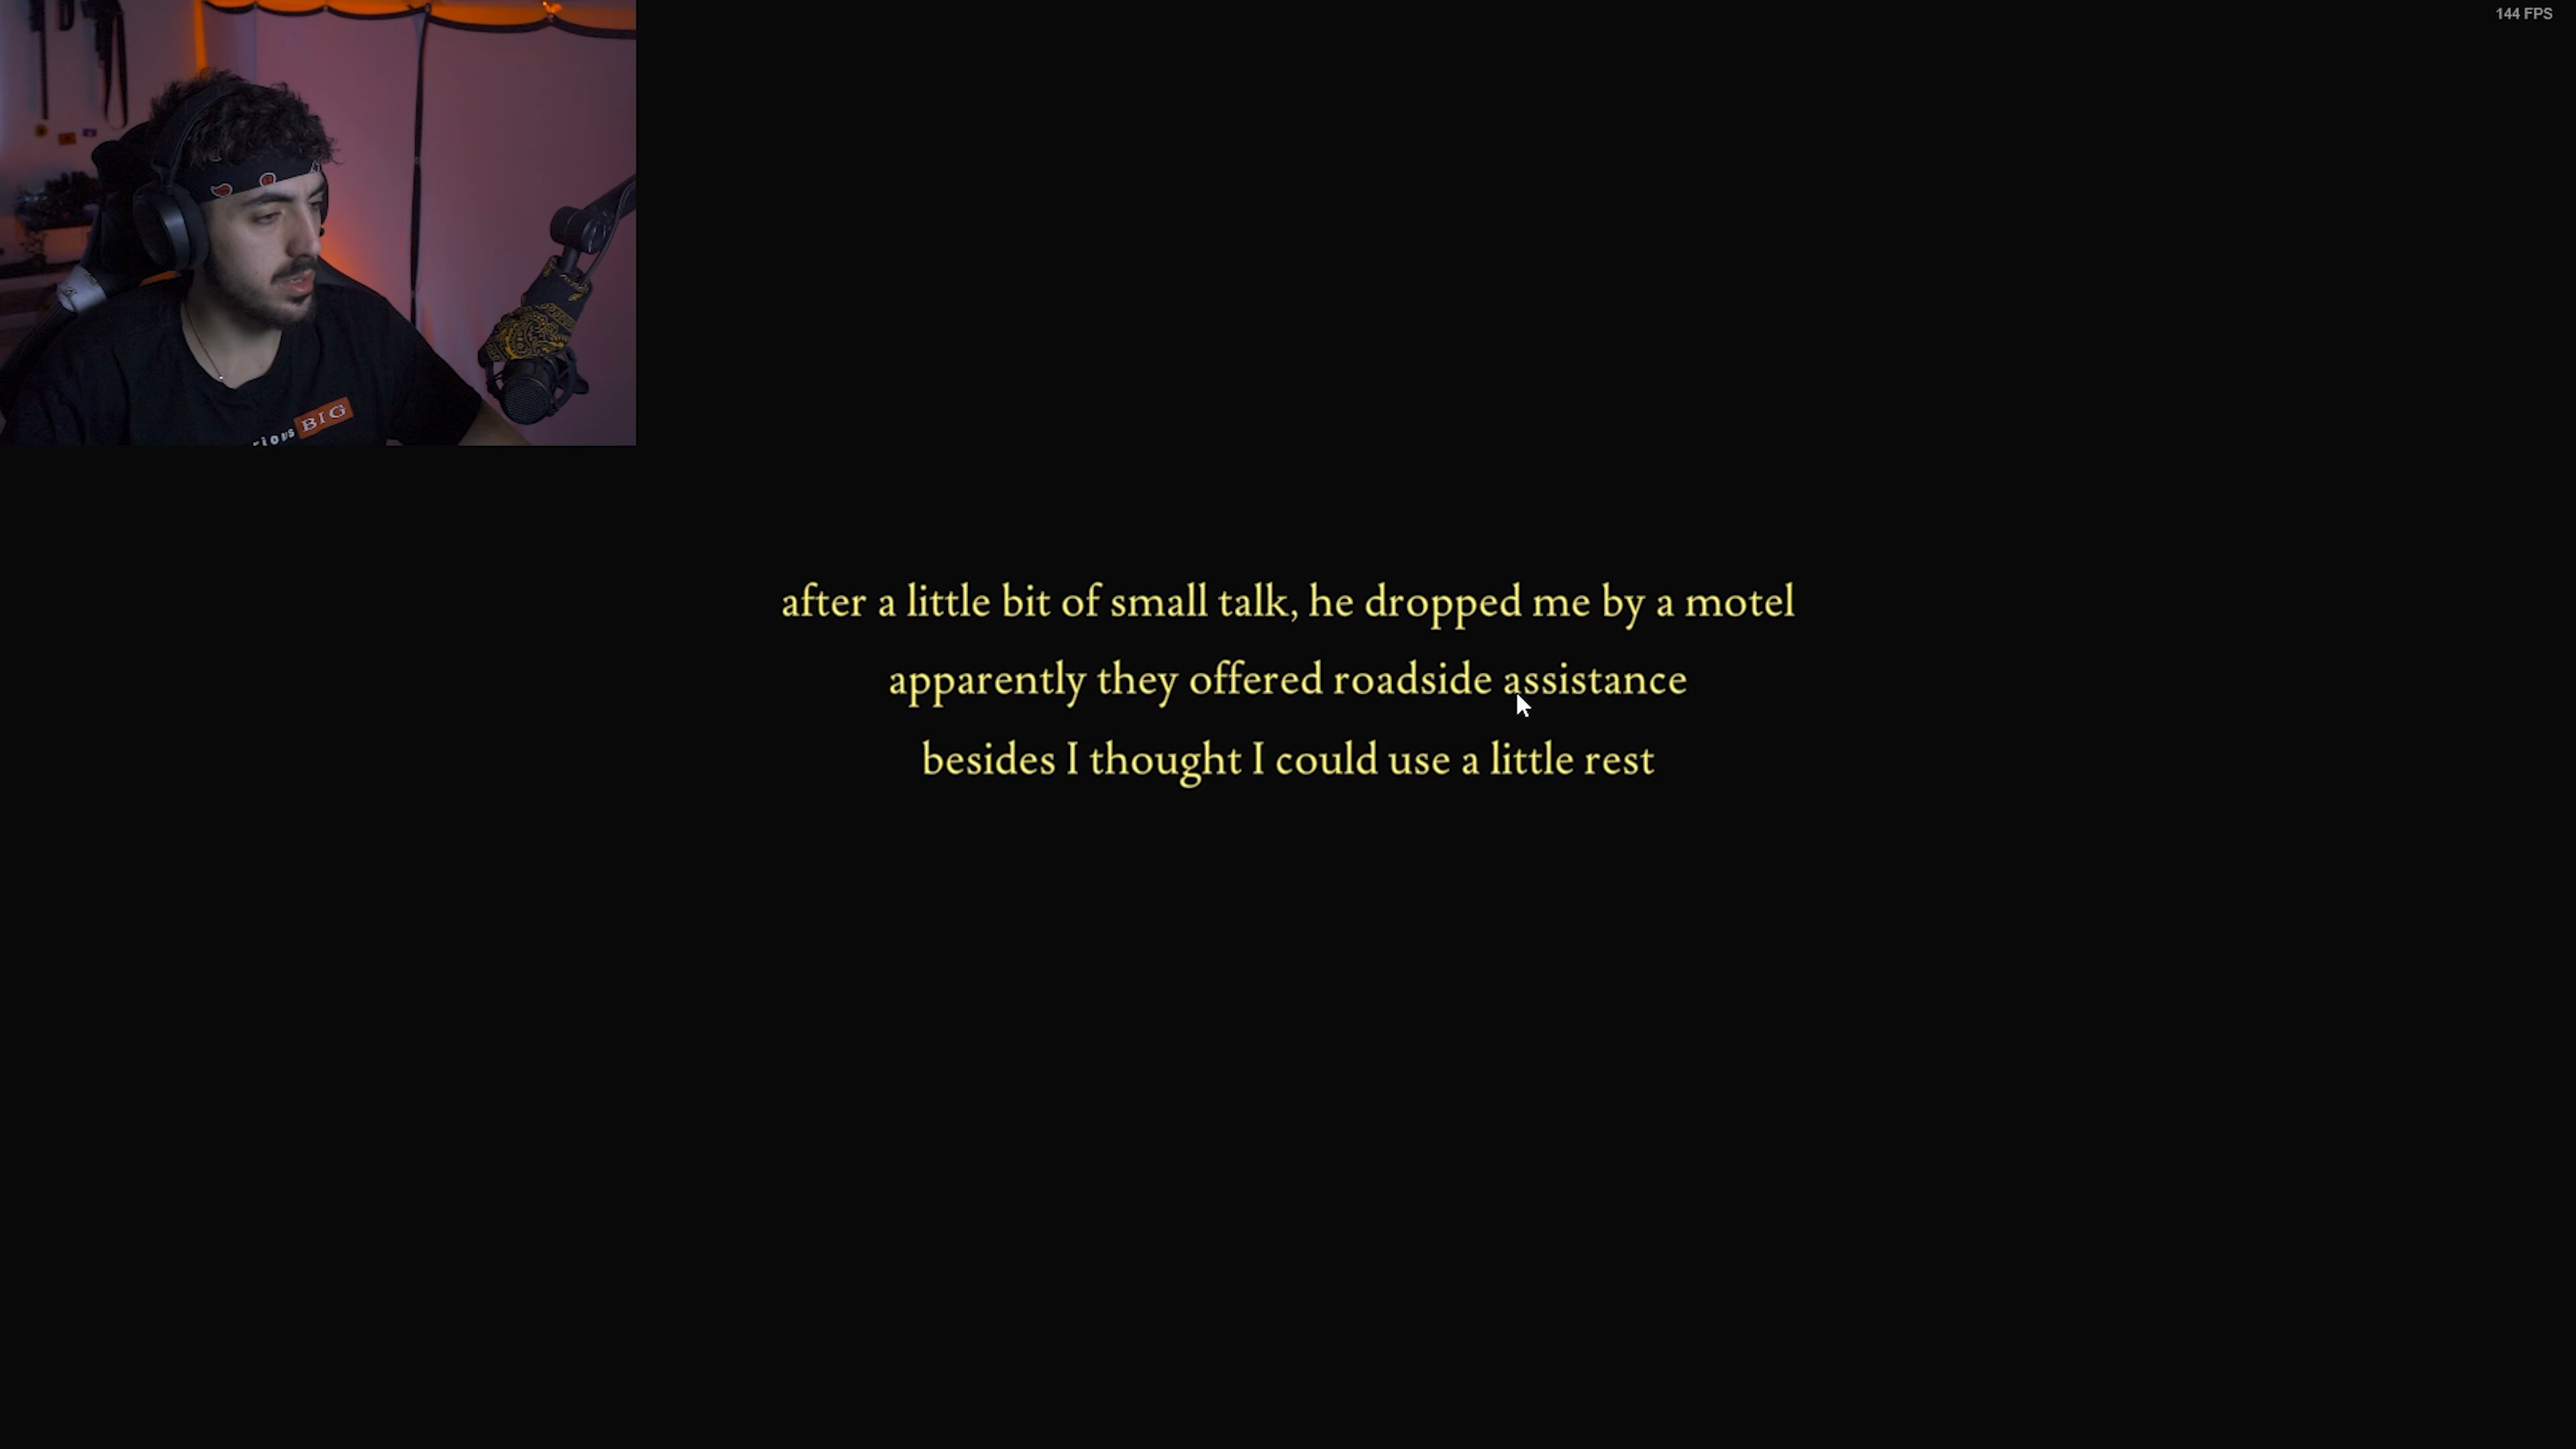 144 FPS
BIG
after a little bit of small talk, he dropped me by a motel
apparently they offered roadside assistance
besides I thought I could use a little rest